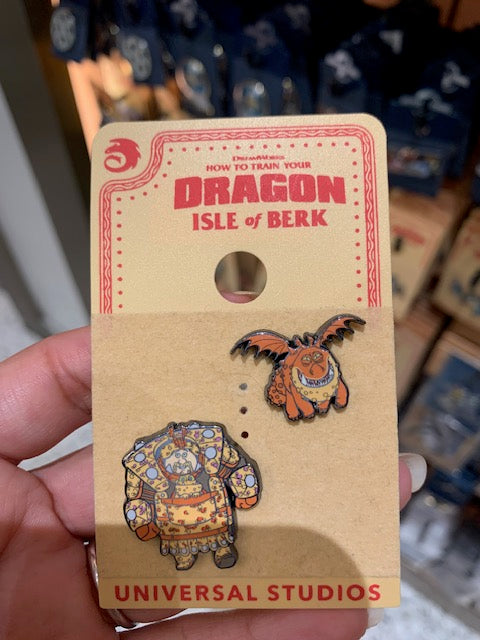 DREAMWORKS
HOW TO TRAIN YOUR
DRAGON
ISLE of BERK
UNIVERSAL STUDIOS